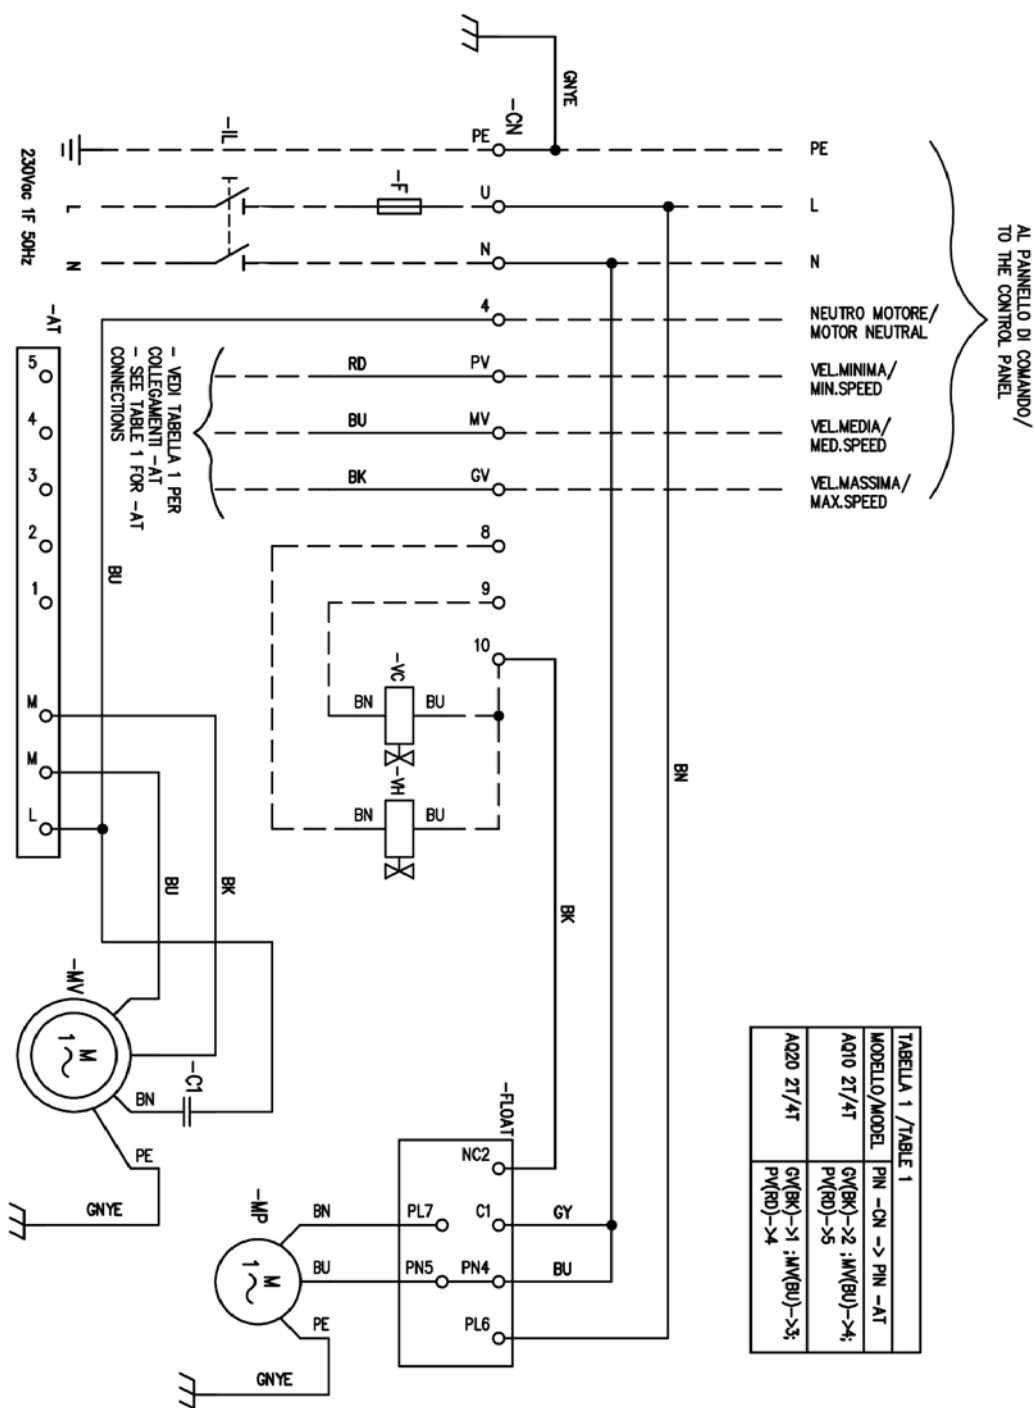 AL PANNELLO DI COMANDO/
TO THE CONTROL PANEL
GNYE
-CN
-IL
PE
PE
-F
U
L
L
N
N
N
230Vac 1F 50Hz
4
NEUTRO MOTORE/
MOTOR NEUTRAL
-AT
5
RD
PV
VEL.MINIMA/
MIN.SPEED
- VEDI TABELLA 1 PER
COLLEGAMENTI -AT
- SEE TABLE 1 FOR -AT
CONNECTIONS
4
BU
MV
VEL.MEDIA/
MED.SPEED
3
BK
GV
VEL.MASSIMA/
MAX.SPEED
2
8
BU
1
9
10
-VC
M
BN
BU
M
-VH
BN
L
BN
BU
BU
BK
BK
-MV
M
1
-C1
BN
PE
GNYE
-FLOAT
NC2
-MP
BN
PL7
C1
GY
M
1
BU
PN5
PN4
BU
PE
PL6
GNYE
TABELLA 1 /TABLE 1
MODELLO/MODEL
PIN -CN -> PIN -AT
AQ10 2T/4T
GV(BK)->2 ;MV(BU)->4;
PV(RD)->5
AQ20 2T/4T
GV(BK)->1 ;MV(BU)->3;
PV(RD)->4